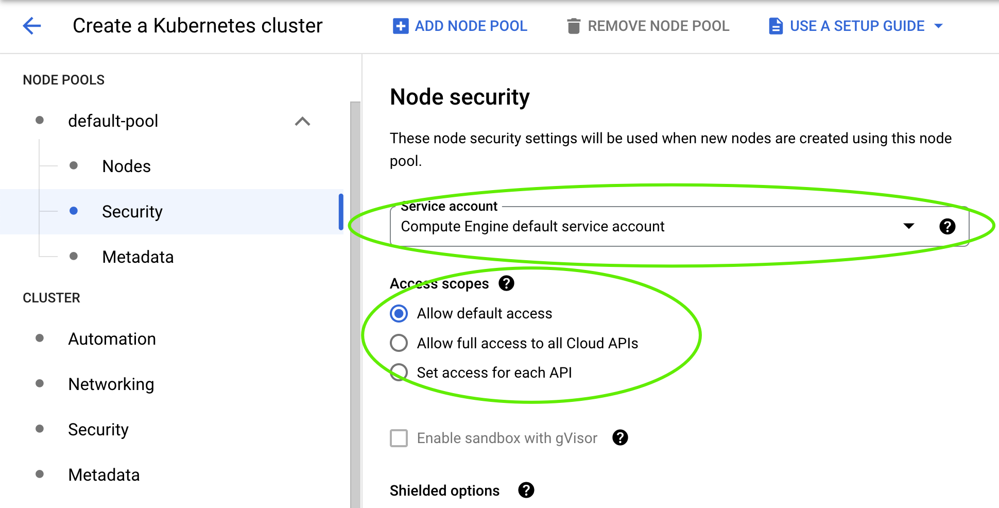 Create a Kubernetes cluster
ADD NODE POOL
REMOVE NODE POOL
USE A SETUP GUIDE
NODE POOLS
default-pool
Nodes
Security
Metadata
CLUSTER
Automation
Networking
Security
Metadata
Node security
These node security settings will be used when new nodes are created using this node
pool.
Service account
Compute Engine default service account
Access scopes
Allow default access
Allow full access to all Cloud APIs
Set access for each API
Enable sandbox with gVisor
Shielded options